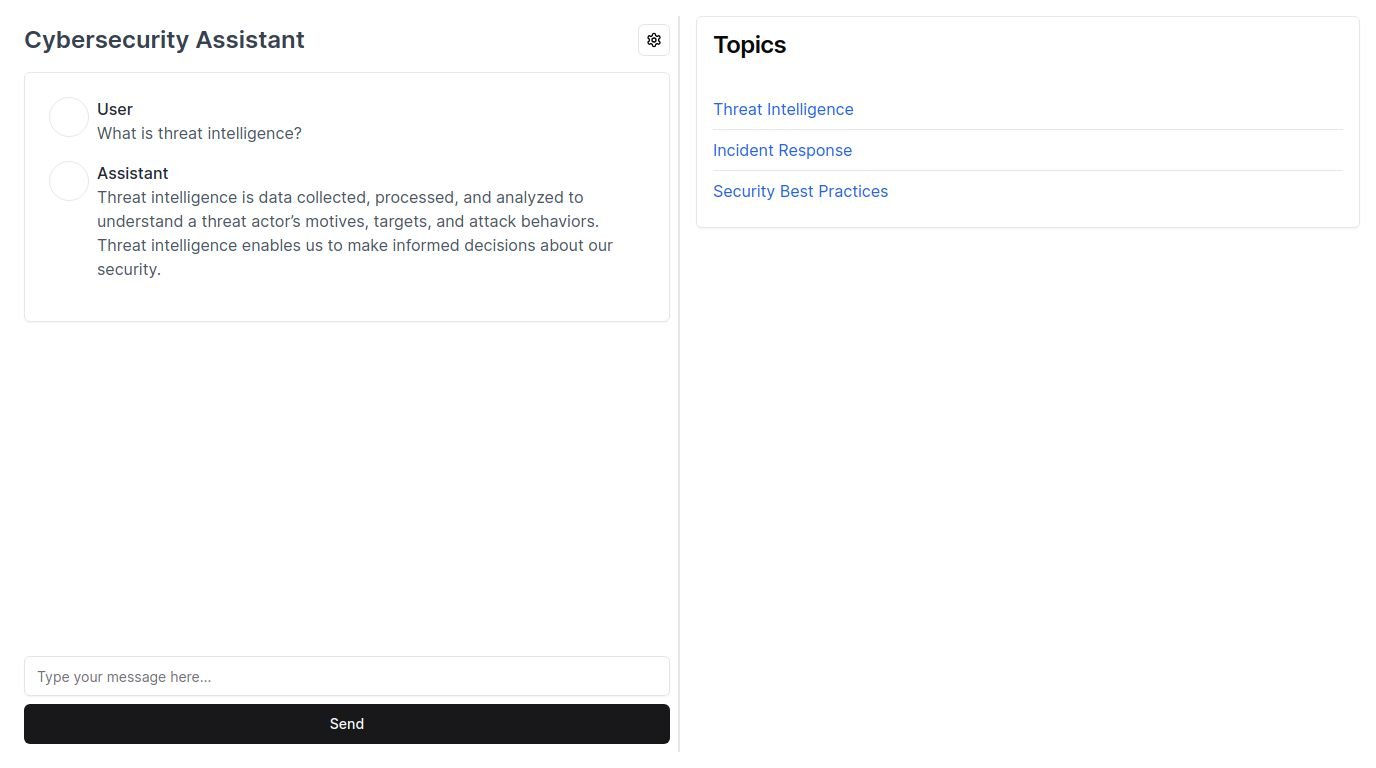 Cybersecurity Assistant
User
What is threat intelligence?
Assistant
Threat intelligence is data collected, processed, and analyzed to
understand a threat actor’s motives, targets, and attack behaviors.
Threat intelligence enables us to make informed decisions about our
security.
Type your message here...
Send
Topics
Threat Intelligence
Incident Response
Security Best Practices